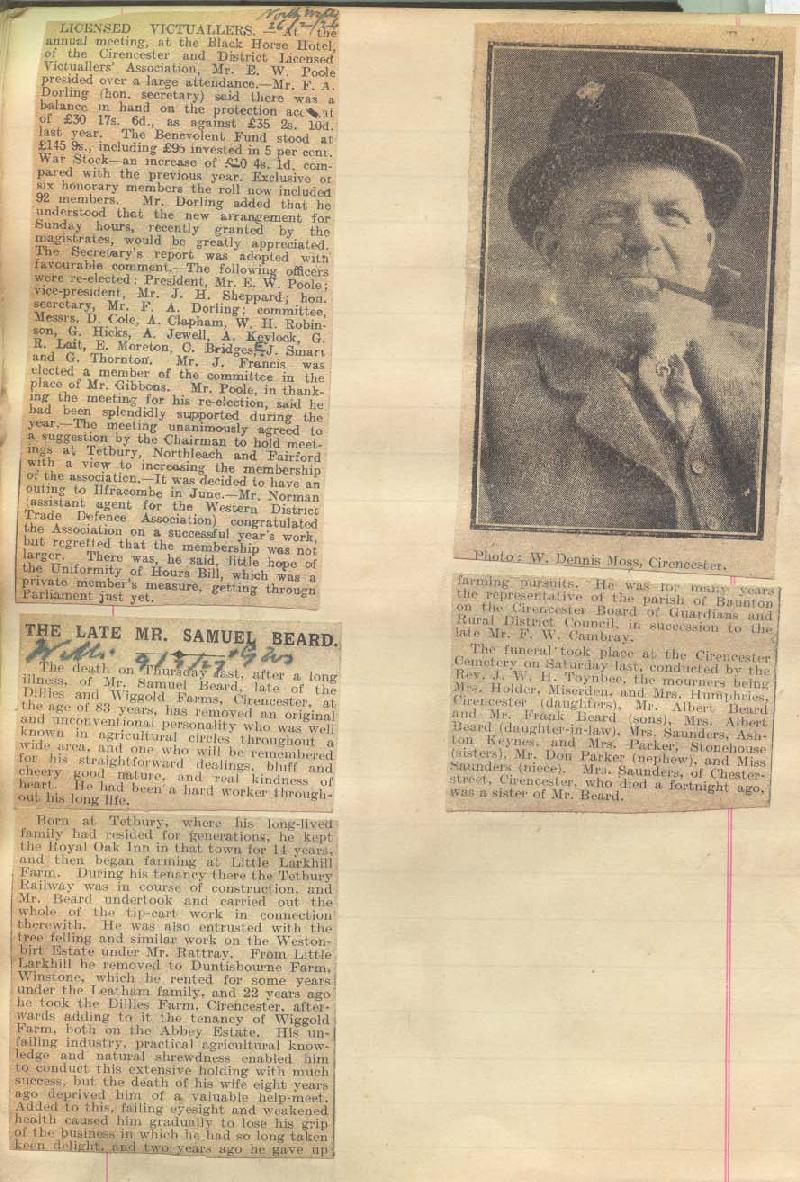 North Wilts
26/2/26
LICENSED VICTUALLERS. — At the
annual meeting, at the Black Horse Hotel,
of the Cirencester and District Licensed
Victuallers' Association, Mr. E. W. Poole
presided over a large attendance.—Mr. F. A.
Dorling (hon. secretary) said there was a
balance in hand on the protection
of £30 17s. 6d., as against £35 2s. 10d.
last year. The Benevolent Fund stood at
£145 9s., including £95 invested in 5 per cent.
War Stock—an increase of 4s. 1d. com-
pared with the previous year. Exclusive of
six honorary members the roll now included
92 members. Mr. Dorling added that he
understood that the new arrangement for
Sunday hours, recently granted by the
magistrates, would be greatly appreciated.
The Secretary's report was adopted with
favourable comment.—The following officers
were re-elected: President, Mr. E. W. Poole;
vice-president, Mr. J. H. Sheppard; hon.
secretary, Mr. F. A. Dorling; committee,
Messrs. D. Cole, A. Clapham, W. H. Robin-
son, G. Hicks, A. Jewell, A. Keylock, G.
R. Lait, E. Moreton, C. Bridges, J. Smart
and G. Thornton. Mr. J. Francis was
elected a member of the committee in the
place of Mr. Gibbons. Mr. Poole, in thank-
ing the meeting for his re-election, said he
had been splendidly supported during the
year.—The meeting unanimously agreed to
a suggestion by the Chairman to hold meet-
ings at Tetbury, Northleach and Fairford
with a view to increasing the membership
of the association.—It was decided to have an
outing to Ilfracombe in June.—Mr. Norman
(assistant agent for the Western District
Trade Defence Association) congratulated
the Association on a successful year's work,
but regretted that the membership was not
larger. There was, he said, little hope of
the Uniformity of Hours Bill, which was a
private member's measure, getting through
Parliament just yet.
THE LATE MR. SAMUEL BEARD.
Wilts
The death on Thursday last, after a long
illness, of Mr. Samuel Beard, late of the
Dillies and Wiggold Farms, Cirencester, at
the age of 83 years, has removed an original
and unconventional personality who was well
known in agricultural circles throughout a
wide area, and one who will be remembered
for his straightforward dealings, bluff and
cheery good nature, and real kindness of
heart. He had been a hard worker through-
out his long life.
Born at Tetbury, where his long-lived
family had resided for generations, he kept
the Royal Oak Inn in that town for 14 years,
and then began farming at Little Larkhill
Farm. During his tenancy there the Tetbury
Railway was in course of construction, and
Mr. Beard undertook and carried out the
whole of the tip-cart work in connection
therewith. He was also entrusted with the
tree felling and similar work on the Weston-
birt Estate under Mr. Rattray. From Little
Larkhill he removed to Duntisbourne Farm,
Winstone, which he rented for some years
under the Leatham family, and 22 years ago
he took the Dillies Farm, Cirencester, after-
wards adding to it the tenancy of Wiggold
Farm, both on the Abbey Estate. His un-
failing industry, practical agricultural know-
ledge and natural shrewdness enabled him
to conduct this extensive holding with much
success, but the death of his wife eight years
ago deprived him of a valuable help-meet.
Added to this, failing eyesight and weakened
health caused him gradually to lose his grip
of the business in which he had so long taken
keen delight, and two years ago he gave up
Photo: W. Dennis Moss, Cirencester.
farming pursuits. He was for many years
the representative of the parish of Baunton
on the Cirencester Board of Guardians and
Rural District Council, in succession to the
late Mr. F. W. Cambray.
The funeral took place at the Cirencester
Cemetery on Saturday last, conducted by the
Rev. J. W. H. Toynbee, the mourners being
Mrs. Holder, Miserden, and Mrs. Humphries,
Cirencester (daughters), Mr. Albert Beard
and Mr. Frank Beard (sons), Mrs. Albert
Beard (daughter-in-law), Mrs. Saunders, Ash-
ton Keynes, and Mrs. Parker, Stonehouse
(sisters), Mr. Don Parker (nephew), and Miss
Saunders (niece). Mrs. Saunders, of Chester-
street, Cirencester, who died a fortnight ago,
was a sister of Mr. Beard.